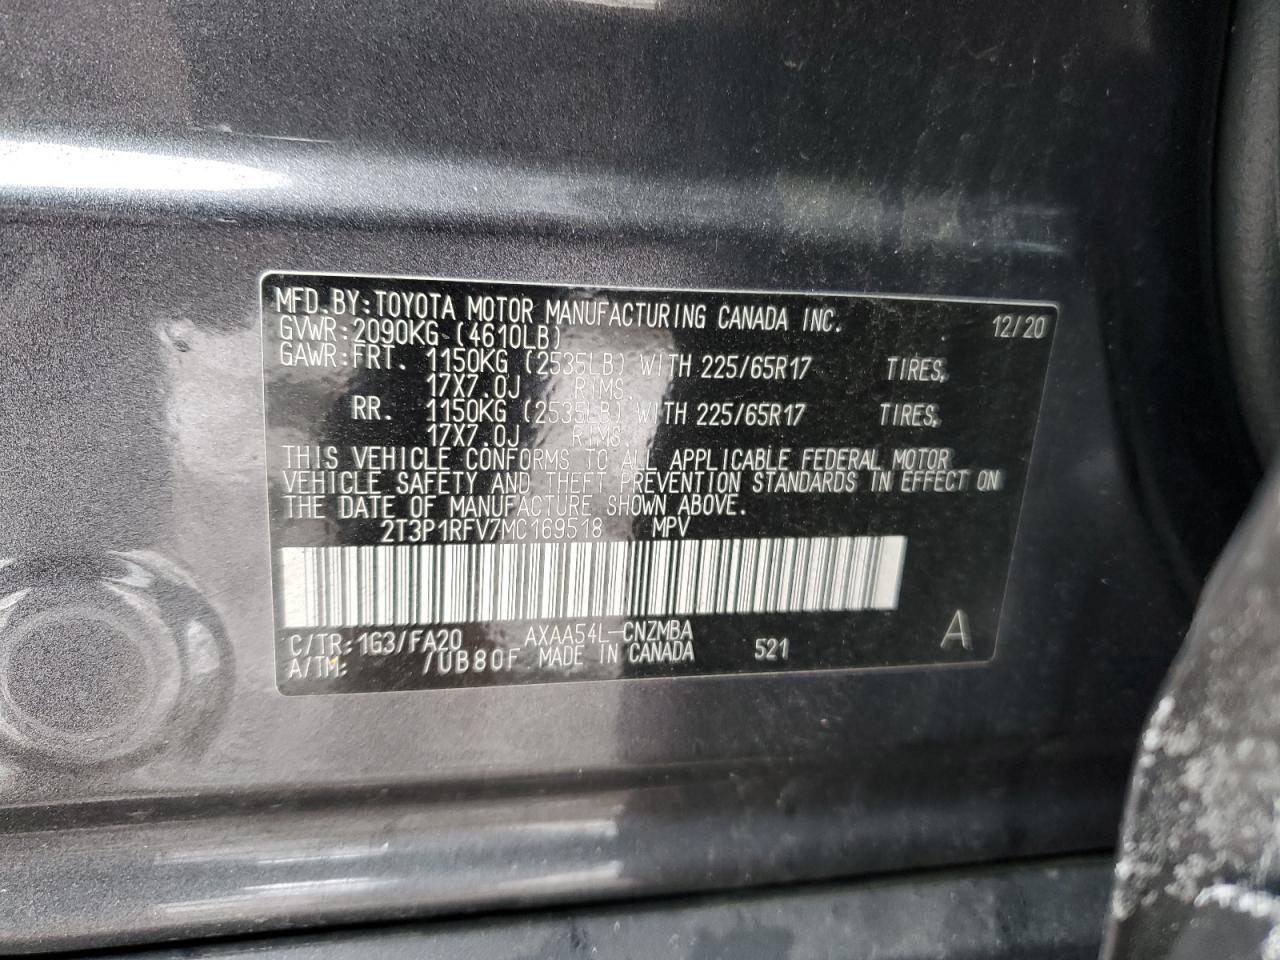 MFD.BY:TOYOTA MOTOR MANUFACTURING CANADA INC. 12/20
GVWR:2090KG (4610LB)
GAWR:FRT. 1150KG (2535LB) WITH 225/65R17 TIRES,
17X7.0J RIMS.
RR. 1150KG (2535LB) WITH 225/65R17 TIRES,
17X7.0J RIMS.
THIS VEHICLE CONFORMS TO ALL APPLICABLE FEDERAL MOTOR
VEHICLE SAFETY AND THEFT PREVENTION STANDARDS IN EFFECT ON
THE DATE OF MANUFACTURE SHOWN ABOVE.
2T3P1RFV7MC169518 MPV
C/TR:1G3/FA20 AXAA54L-CNZMBA 521 A
A/TM: /UB80F MADE IN CANADA